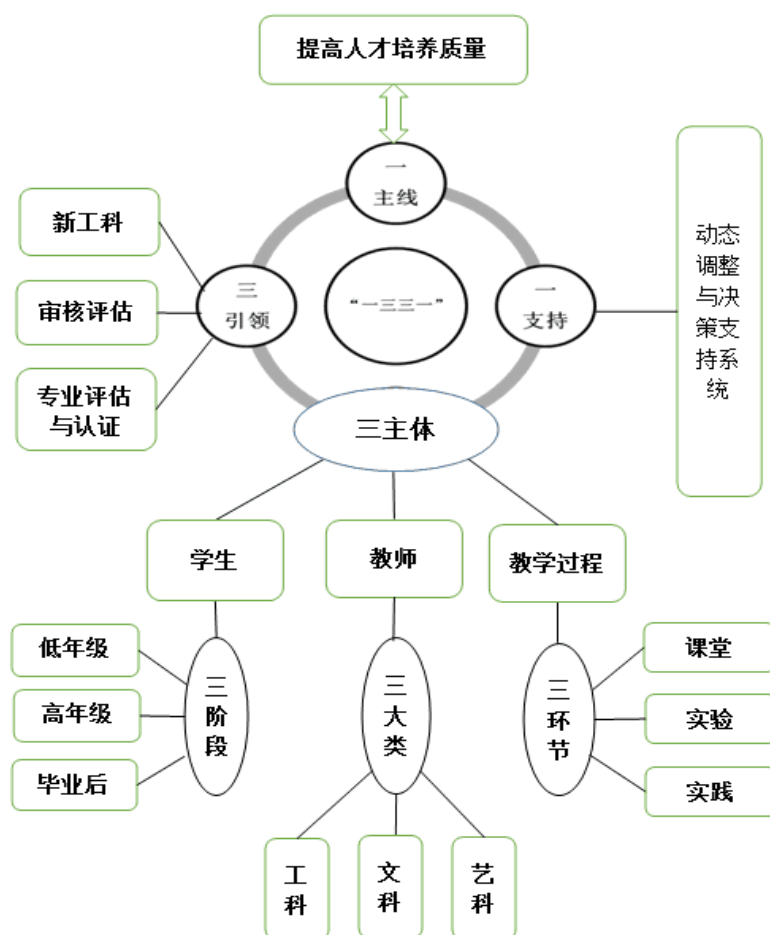 提高人才培养质量
一
主线
新工科
审核评估
专业评估
与认证
三
引领
“一三三一”
一
支持
动态
调整
与决
策支
持系
统
三主体
学生
教师
教学过程
低年级
高年级
毕业后
三
阶
段
三
大
类
三
环
节
课堂
实验
实践
工
科
文
科
艺
科